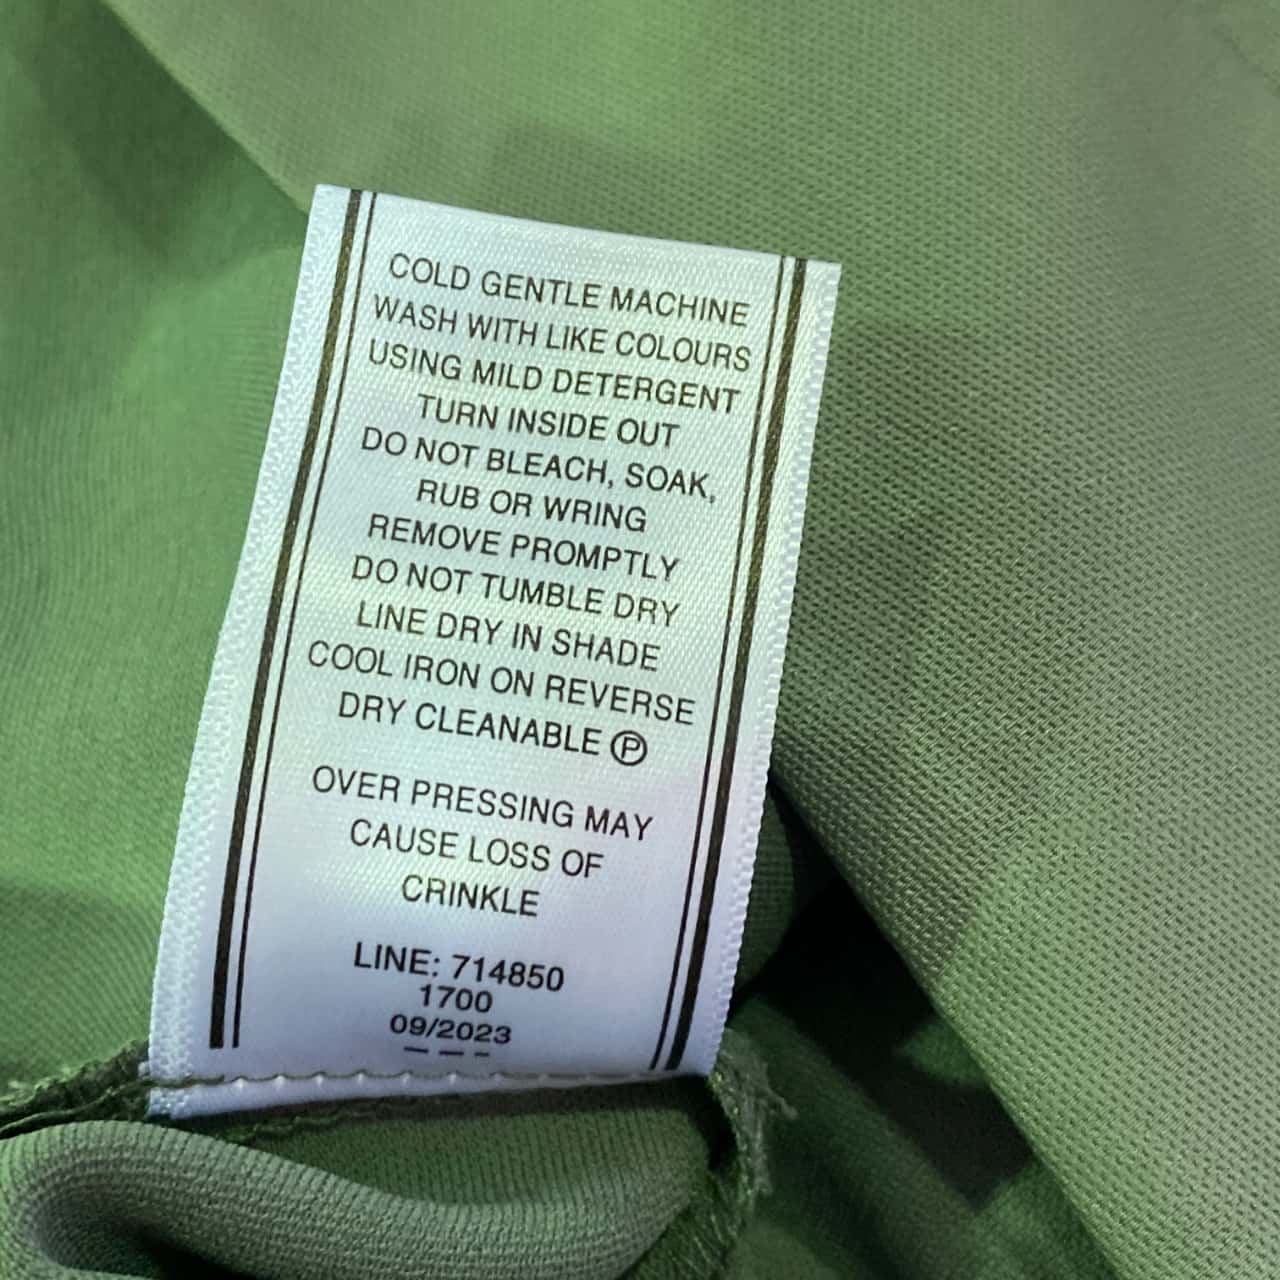 COLD GENTLE MACHINE
WASH WITH LIKE COLOURS
USING MILD DETERGENT
TURN INSIDE OUT
DO NOT BLEACH, SOAK,
RUB OR WRING
REMOVE PROMPTLY
DO NOT TUMBLE DRY
LINE DRY IN SHADE
COOL IRON ON REVERSE
DRY CLEANABLE Ⓟ
OVER PRESSING MAY
CAUSE LOSS OF
CRINKLE
LINE: 714850
1700
09/2023